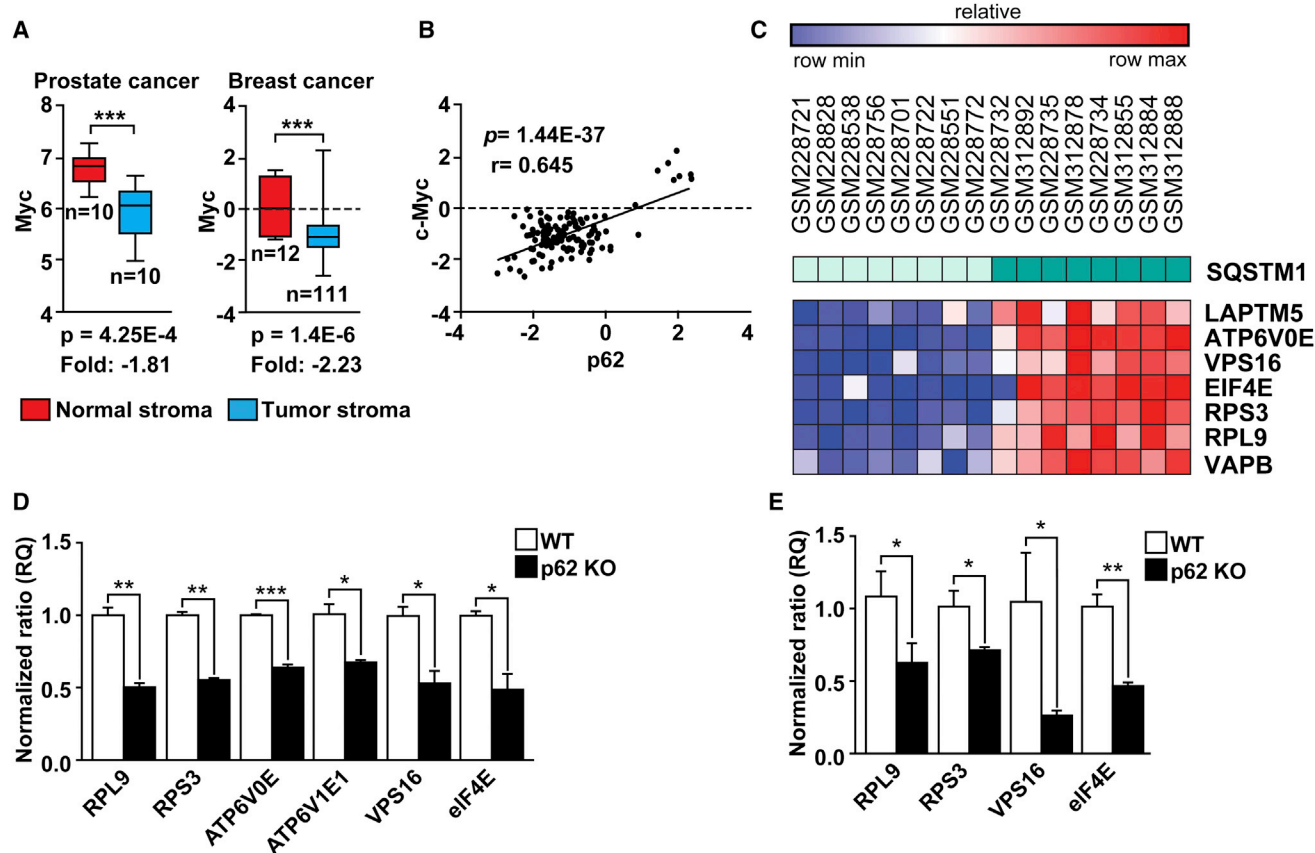 A
Prostate cancer
Breast cancer
8
7
6
5
4
Myc
***
n=10
n=10
p = 4.25E-4
Fold: -1.81
4
2
0
-2
-4
Myc
***
n=12
n=111
p = 1.4E-6
Fold: -2.23
Normal stroma
Tumor stroma
B
4
2
0
-2
-4
c-Myc
p= 1.44E-37
r= 0.645
-4
-2
0
2
4
p62
C
relative
row min
row max
GSM228721
GSM228828
GSM228538
GSM228756
GSM228701
GSM228722
GSM228551
GSM228772
GSM228732
GSM312892
GSM228735
GSM312878
GSM228734
GSM312855
GSM312884
GSM312888
SQSTM1
LAPTM5
ATP6V0E
VPS16
EIF4E
RPS3
RPL9
VAPB
D
Normalized ratio (RQ)
1.5
1.0
0.5
0.0
WT
p62 KO
**
**
***
*
*
*
RPL9
RPS3
ATP6V0E
ATP6V1E1
VPS16
eIF4E
E
Normalized ratio (RQ)
1.5
1.0
0.5
0.0
WT
p62 KO
*
*
*
**
RPL9
RPS3
VPS16
eIF4E